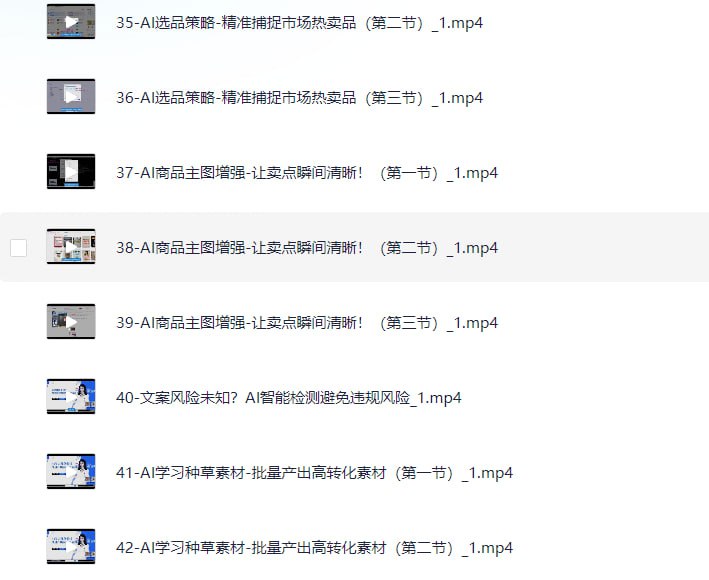 35-AI选品策略-精准捕捉市场热卖品（第二节）_1.mp4
36-AI选品策略-精准捕捉市场热卖品（第三节）_1.mp4
37-AI商品主图增强-让卖点瞬间清晰！（第一节）_1.mp4
38-AI商品主图增强-让卖点瞬间清晰！（第二节）_1.mp4
39-AI商品主图增强-让卖点瞬间清晰！（第三节）_1.mp4
40-文案风险未知？AI智能检测避免违规风险_1.mp4
41-AI学习种草素材-批量产出高转化素材（第一节）_1.mp4
42-AI学习种草素材-批量产出高转化素材（第二节）_1.mp4